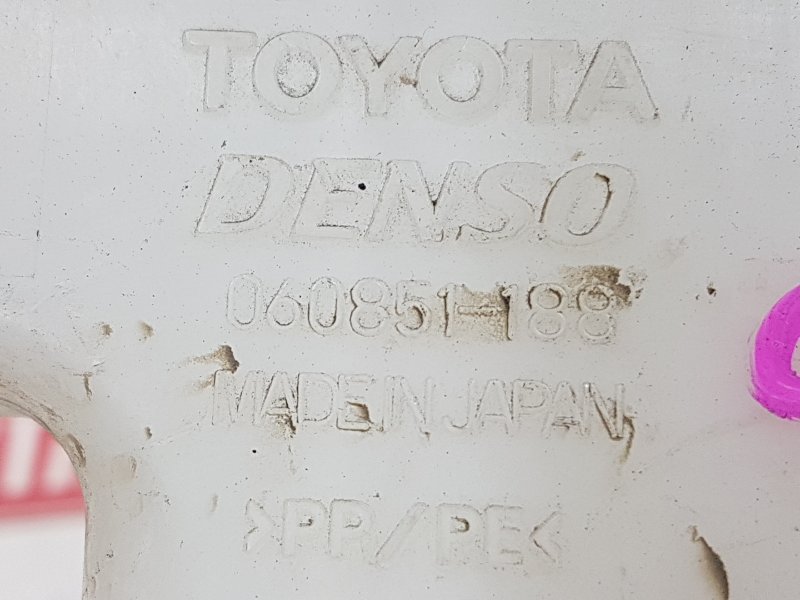 TOYOTA
DENSO
060851-188
MADE IN JAPAN
>PP/PE<